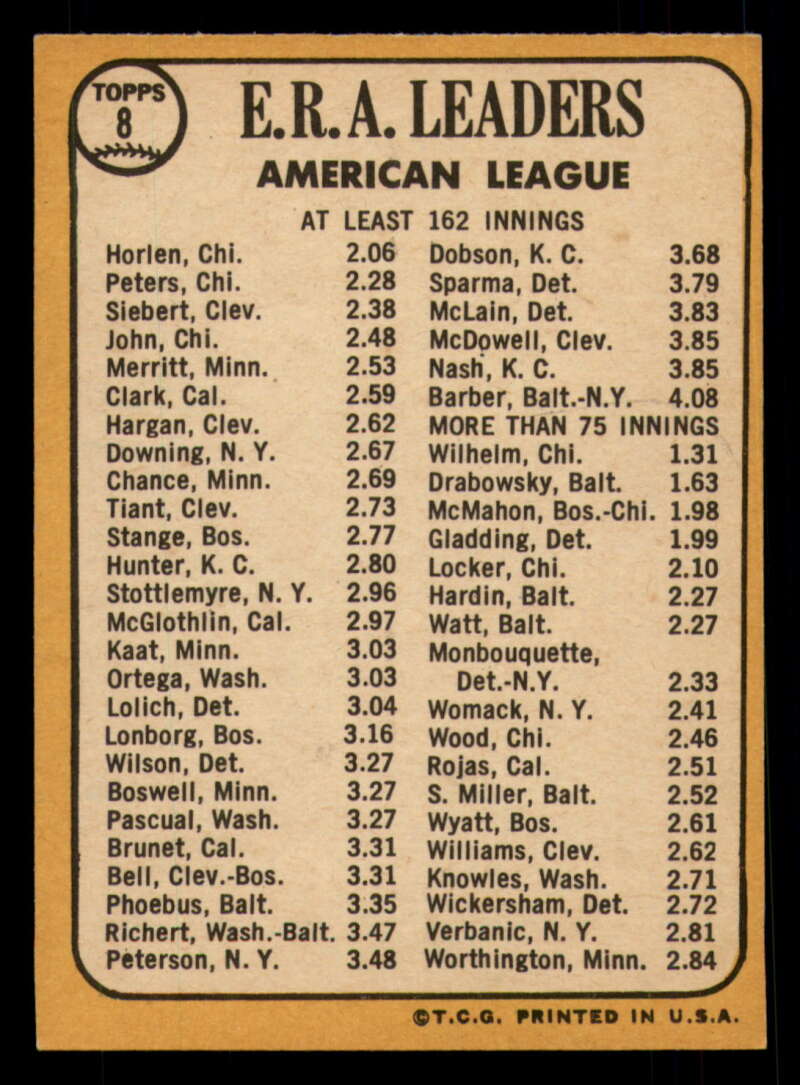 TOPPS
8
E.R.A. LEADERS
AMERICAN LEAGUE
AT LEAST 162 INNINGS
Horlen, Chi. 2.06
Peters, Chi. 2.28
Siebert, Clev. 2.38
John, Chi. 2.48
Merritt, Minn. 2.53
Clark, Cal. 2.59
Hargan, Clev. 2.62
Downing, N. Y. 2.67
Chance, Minn. 2.69
Tiant, Clev. 2.73
Stange, Bos. 2.77
Hunter, K. C. 2.80
Stottlemyre, N. Y. 2.96
McGlothlin, Cal. 2.97
Kaat, Minn. 3.03
Ortega, Wash. 3.03
Lolich, Det. 3.04
Lonborg, Bos. 3.16
Wilson, Det. 3.27
Boswell, Minn. 3.27
Pascual, Wash. 3.27
Brunet, Cal. 3.31
Bell, Clev.-Bos. 3.31
Phoebus, Balt. 3.35
Richert, Wash.-Balt. 3.47
Peterson, N. Y. 3.48
Dobson, K. C. 3.68
Sparma, Det. 3.79
McLain, Det. 3.83
McDowell, Clev. 3.85
Nash, K. C. 3.85
Barber, Balt.-N.Y. 4.08
MORE THAN 75 INNINGS
Wilhelm, Chi. 1.31
Drabowsky, Balt. 1.63
McMahon, Bos.-Chi. 1.98
Gladding, Det. 1.99
Locker, Chi. 2.10
Hardin, Balt. 2.27
Watt, Balt. 2.27
Monbouquette,
Det.-N.Y. 2.33
Womack, N. Y. 2.41
Wood, Chi. 2.46
Rojas, Cal. 2.51
S. Miller, Balt. 2.52
Wyatt, Bos. 2.61
Williams, Clev. 2.62
Knowles, Wash. 2.71
Wickersham, Det. 2.72
Verbanic, N. Y. 2.81
Worthington, Minn. 2.84
©T.C.G. PRINTED IN U.S.A.